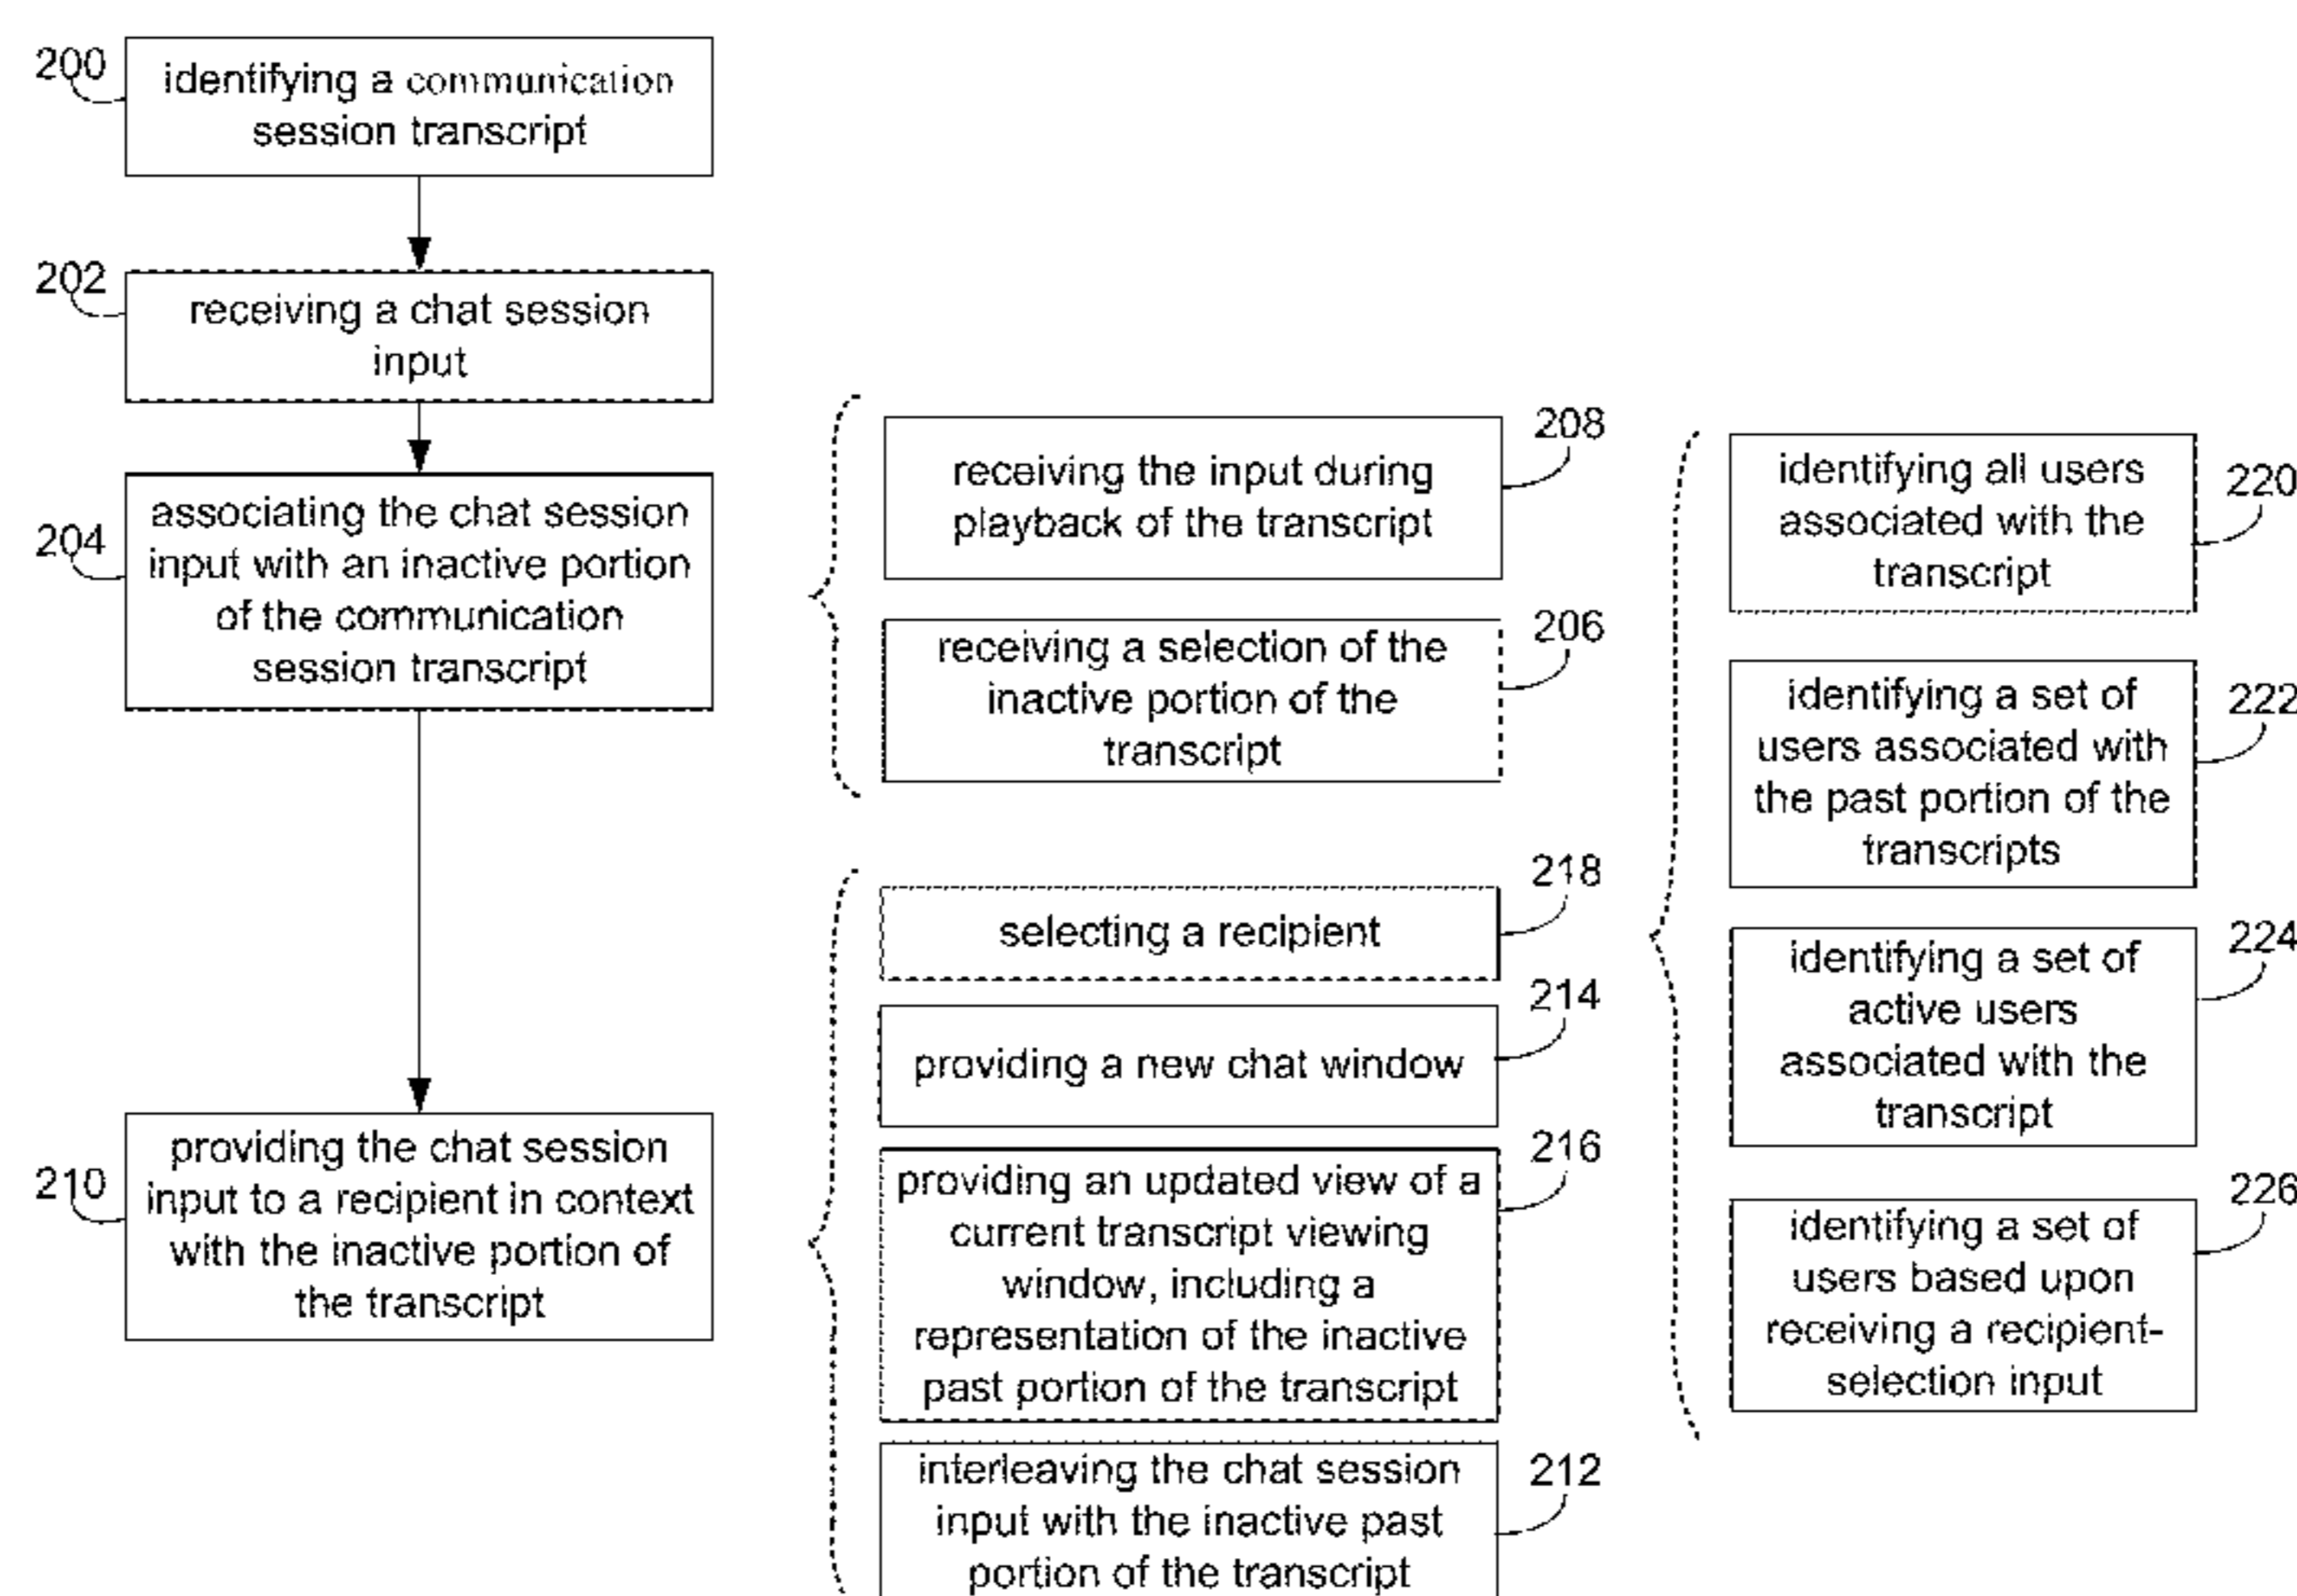 200
identifying a communication
session transcript
202
receiving a chat session
input
204
associating the chat session
input with an inactive portion
of the communication
session transcript
210
providing the chat session
input to a recipient in context
with the inactive portion of
the transcript
208
receiving the input during
playback of the transcript
206
receiving a selection of the
inactive portion of the
transcript
218
selecting a recipient
214
providing a new chat window
216
providing an updated view of a
current transcript viewing
window, including a
representation of the inactive
past portion of the transcript
212
interleaving the chat session
input with the inactive past
portion of the transcript
220
identifying all users
associated with the
transcript
222
identifying a set of
users associated with
the past portion of the
transcripts
224
identifying a set of
active users
associated with the
transcript
226
identifying a set of
users based upon
receiving a recipient-
selection input